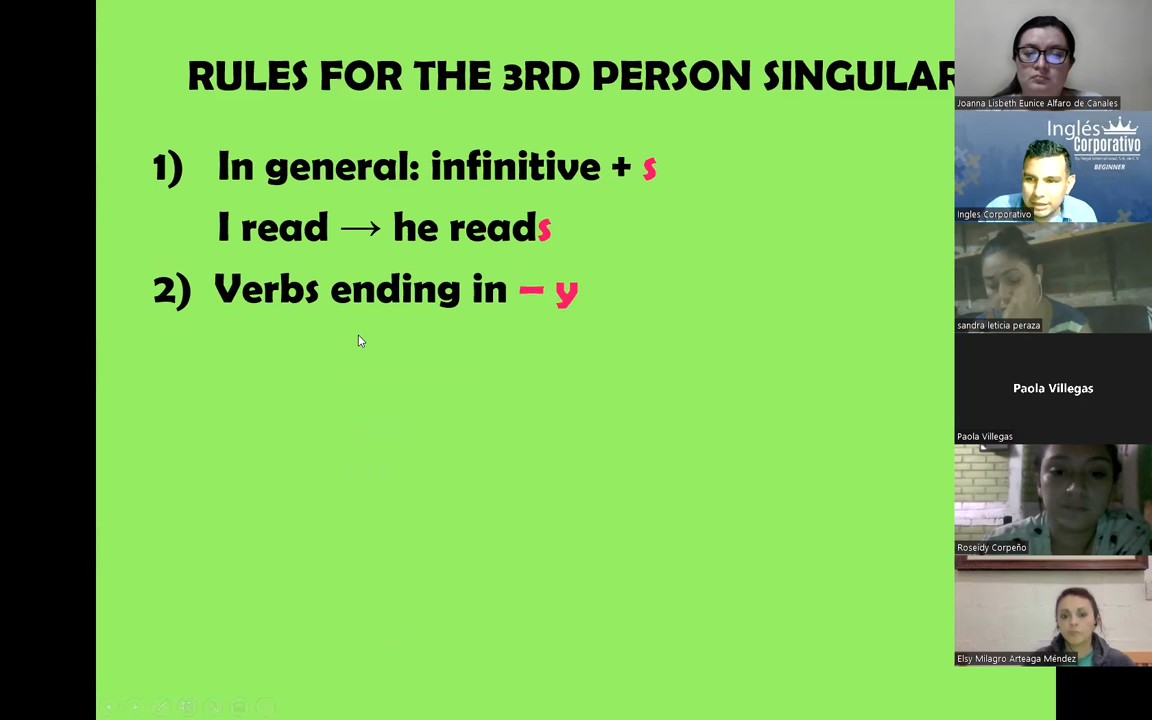 RULES FOR THE 3RD PERSON SINGULAR
1) In general: infinitive + s
I read → he reads
2) Verbs ending in – y
Joanna Lisbeth Eunice Alfaro de Canales
Inglés
Corporativo
BEGINNER
Ingles Corporativo
sandra leticia peraza
Paola Villegas
Paola Villegas
Roseidy Corpeño
Elsy Milagro Arteaga Méndez